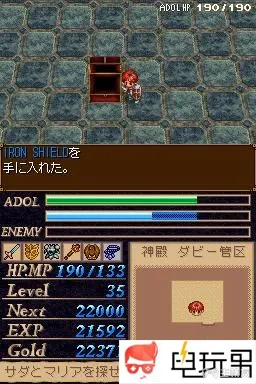 ADOL HP 190/190
IRON SHIELDを
手に入れた。
ADOL
ENEMY
HP.MP 190/133
Level 35
Next 22000
EXP 21592
Gold 2237
神殿 ダビー管区
サダとマリアを探せ
电玩男